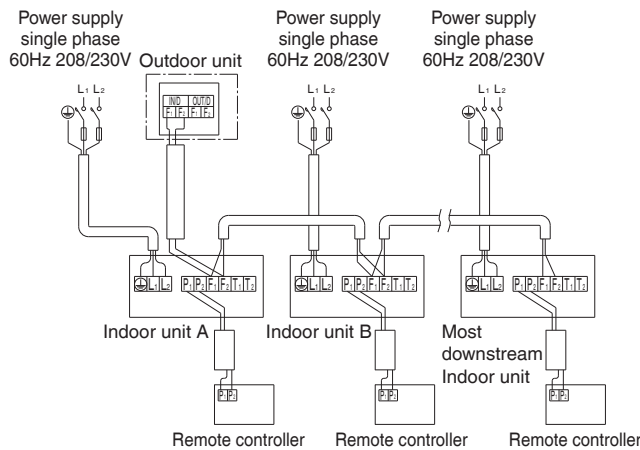 Power supply
single phase
60Hz 208/230V
Outdoor unit
Power supply
single phase
60Hz 208/230V
Power supply
single phase
60Hz 208/230V
L1 L2
L1 L2
L1 L2
IN/D OUT/D
F1 F2 F1 F2
L1 L2
P1 P2 F1 F2 T1 T2
L1 L2
P1 P2 F1 F2 T1 T2
L1 L2
P1 P2 F1 F2 T1 T2
Indoor unit A
Indoor unit B
Most
downstream
Indoor unit
P1 P2
P1 P2
P1 P2
Remote controller
Remote controller
Remote controller